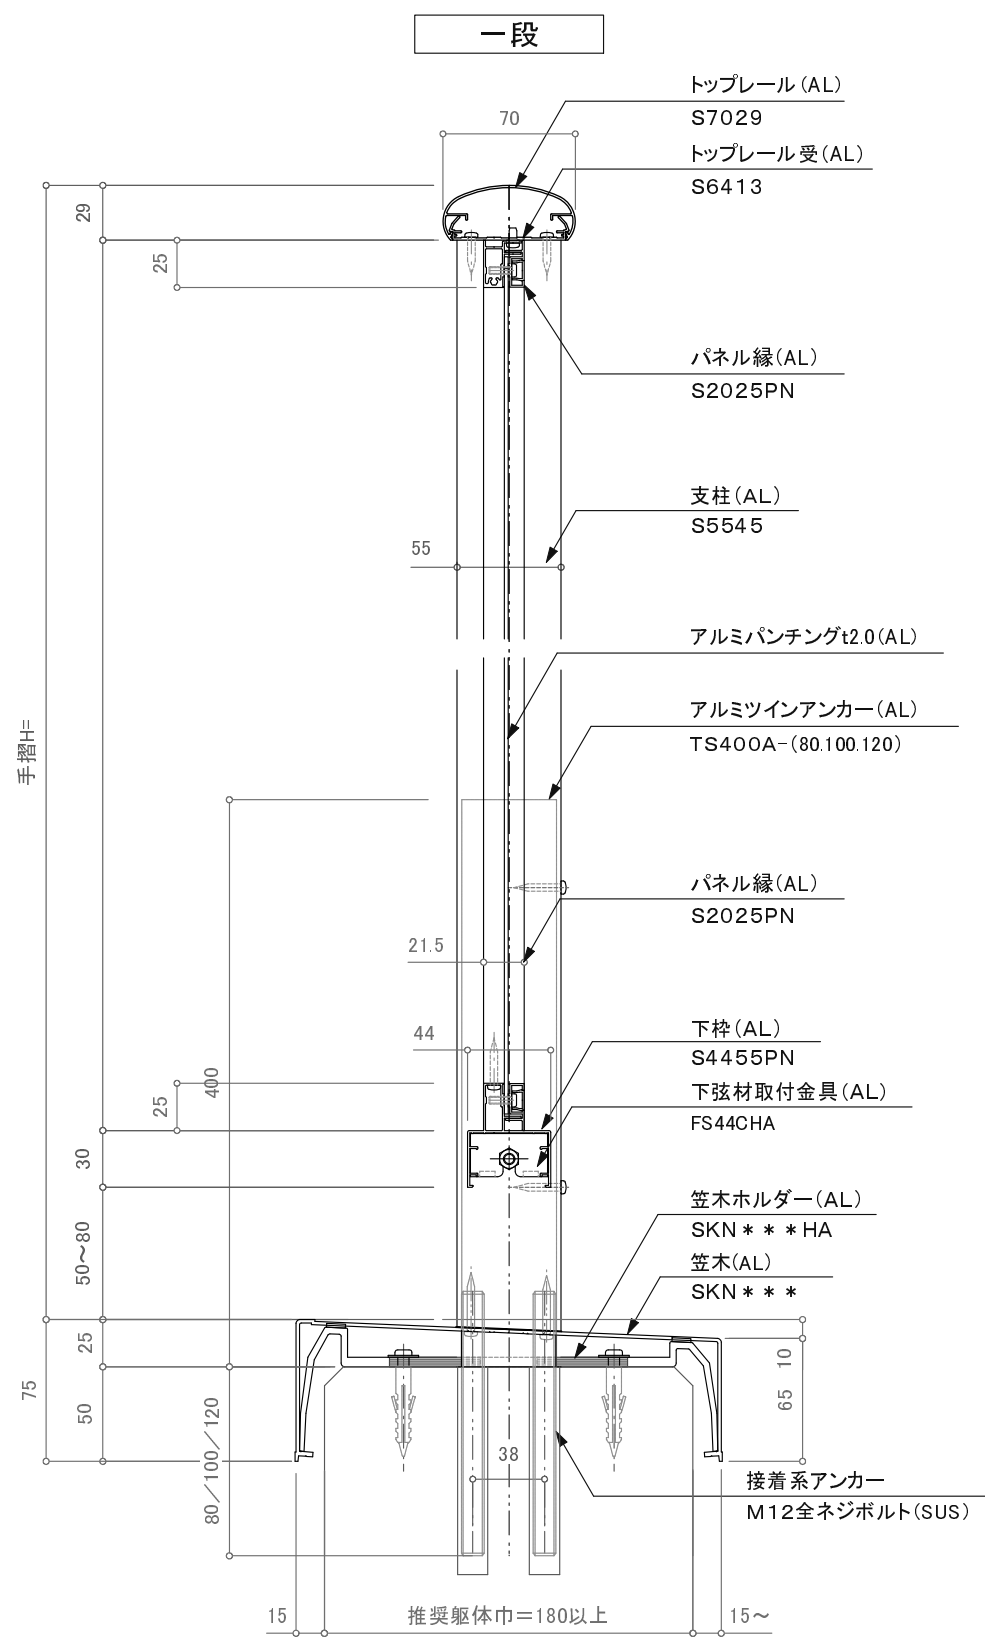 一段
トップレール(AL)
S7029
70
トップレール受(AL)
S6413
29
25
パネル縁(AL)
S2025PN
支柱(AL)
S5545
55
アルミパンチングt2.0(AL)
アルミツインアンカー(AL)
TS400A-(80.100.120)
手摺H=
パネル縁(AL)
S2025PN
21.5
下枠(AL)
S4455PN
44
400
25
下弦材取付金具(AL)
FS44CHA
30
笠木ホルダー(AL)
SKN***HA
50〜80
笠木(AL)
SKN***
25
10
75
50
65
80/100/120
38
接着系アンカー
M12全ネジボルト(SUS)
15
推奨躯体巾=180以上
15〜